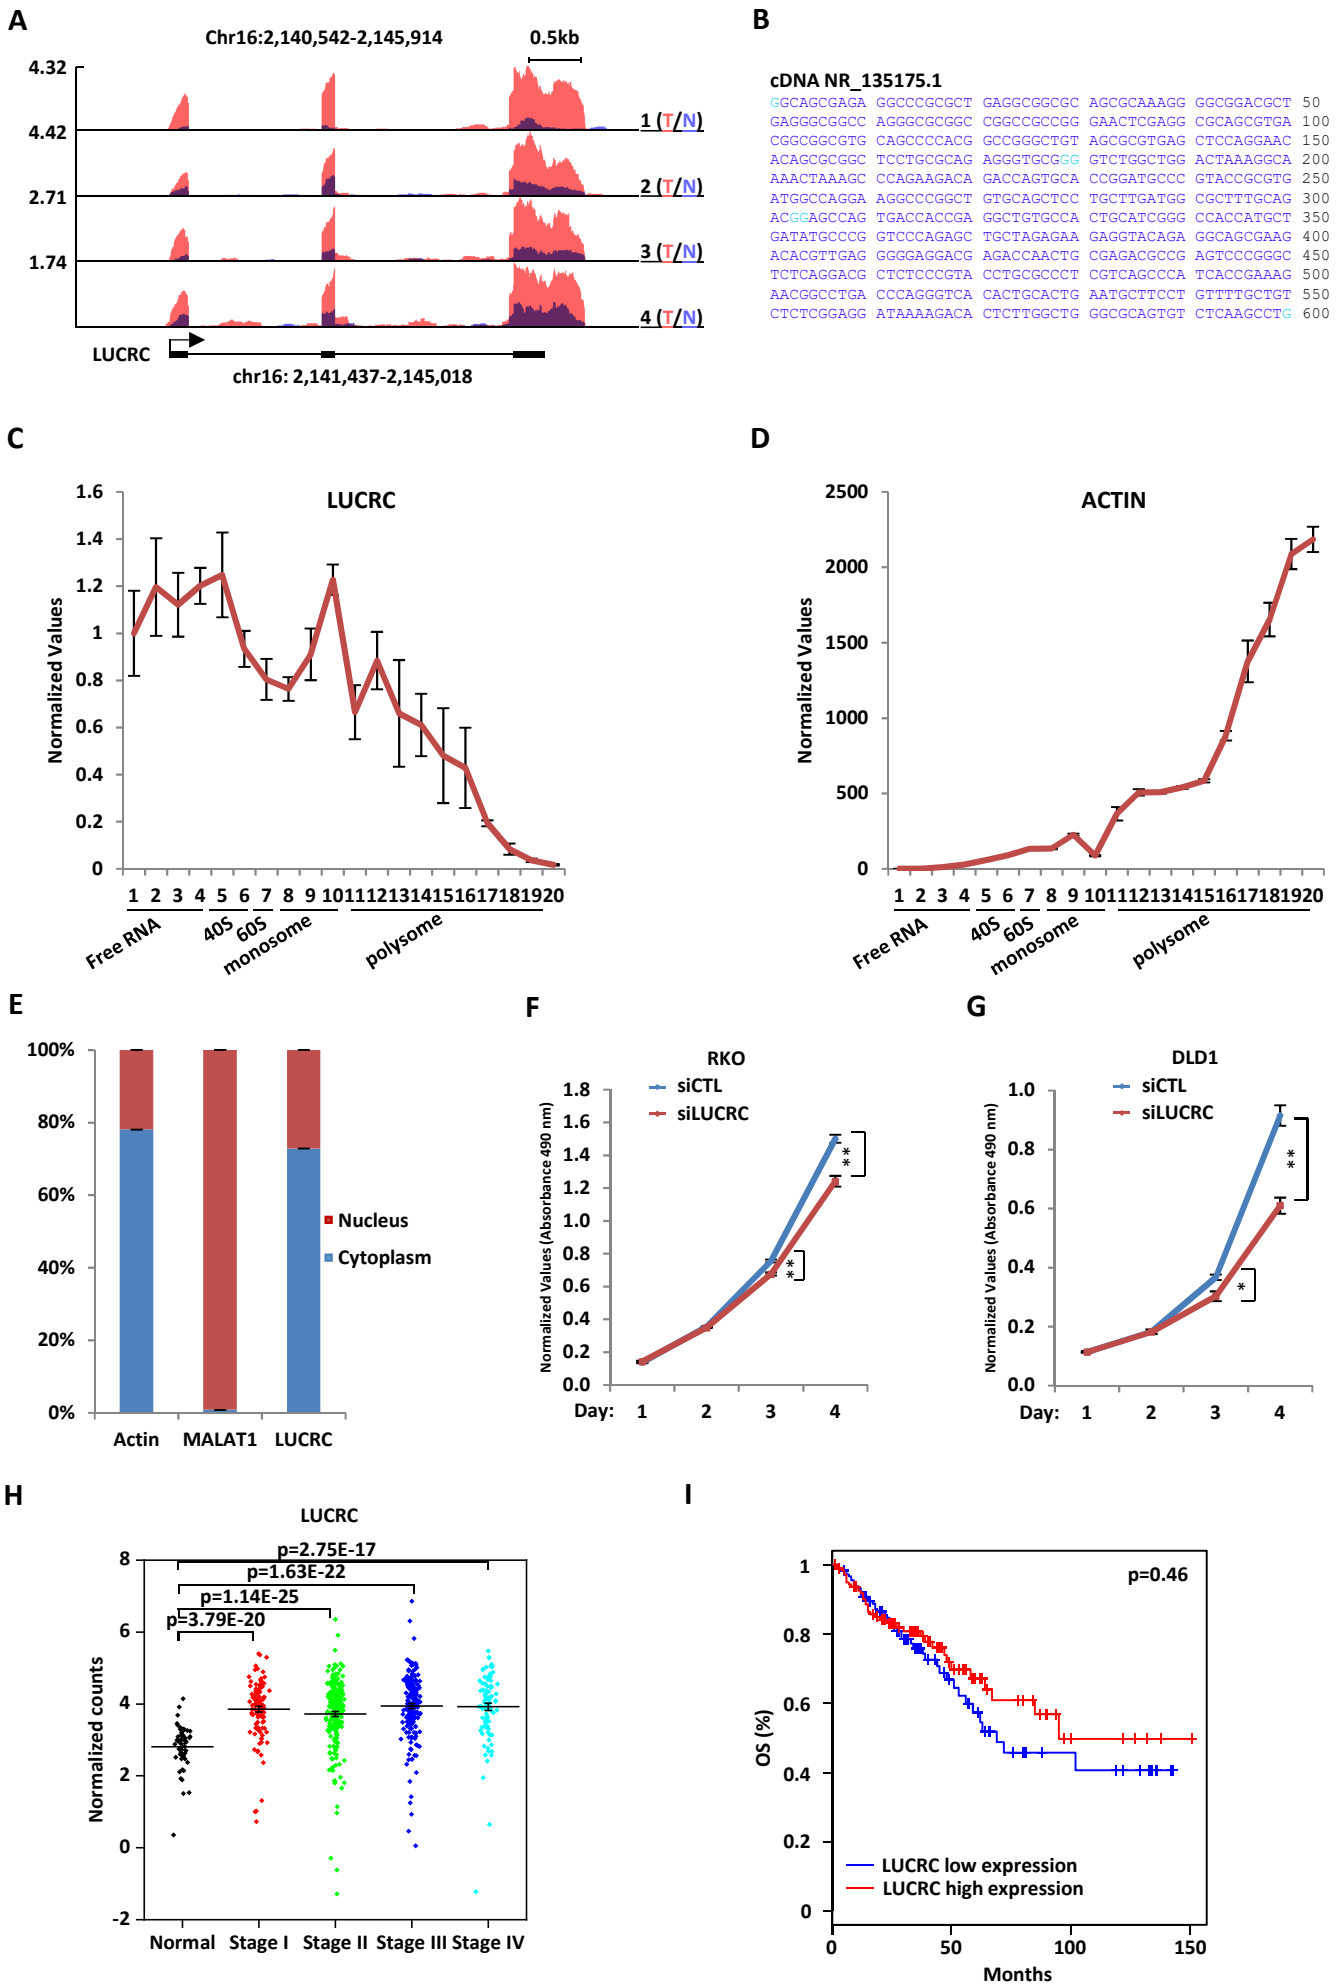 A
Chr16:2,140,542-2,145,914
0.5kb
4.32
1 (T/N)
4.42
2 (T/N)
2.71
3 (T/N)
1.74
4 (T/N)
LUCRC
chr16: 2,141,437-2,145,018
B
cDNA NR_135175.1
GGCAGCGAGA GGCCCGCGCT GAGGCGGCGC AGCGCAAAGG GGCGGACGCT 50
GAGGGCGGCC AGGGCGCGGC CGGCCGCCGG GAACTCGAGG CGCAGCGTGA 100
CGGCGGCGTG CAGCCCCACG GCCGGGCTGT AGCGCGTGAG CTCCAGGAAC 150
ACAGCGCGGC TCCTGCGCAG AGGGTGCGGG GTCTGGCTGG ACTAAAGGCA 200
AAACTAAAGC CCAGAAGACA GACCAGTGCA CCGGATGCCC GTACCGCGTG 250
ATGGCCAGGA AGGCCCGGCT GTGCAGCTCC TGCTTGATGG CGCTTTGCAG 300
ACGGAGCCAG TGACCACCGA GGCTGTGCCA CTGCATCGGG CCACCATGCT 350
GATATGCCCG GGTCCCAGAGC TGCTAGAGAA GAGGTACAGA GGCAGCGAAG 400
ACACGTTGAG GGGGAGGACG AGACCAACTG CGAGACGCCG AGTCCCGGGC 450
TCTCAGGACG CTCTCCCGTA CCTGCGCCCT CGTCAGCCCA TCACCGAAAG 500
AACGGCCTGA CCCAGGGTCA CACTGCACTG AATGCTTCCT GTTTTGCTGT 550
CTCTCGGAGG ATAAAAGACA CTCTTGGCTG GGCGCAGTGT CTCAAGCCTG 600
C
LUCRC
Normalized Values
1.6
1.4
1.2
1
0.8
0.6
0.4
0.2
0
1 2 3 4 5 6 7 8 9 10 11 12 13 14 15 16 17 18 19 20
Free RNA 40S 60S monosome polysome
D
ACTIN
Normalized Values
2500
2000
1500
1000
500
0
1 2 3 4 5 6 7 8 9 10 11 12 13 14 15 16 17 18 19 20
Free RNA 40S 60S monosome polysome
E
100%
80%
60%
40%
20%
0%
Nucleus
Cytoplasm
Actin MALAT1 LUCRC
F
RKO
siCTL
siLUCRC
Normalized Values (Absorbance 490 nm)
1.8
1.6
1.4
1.2
1.0
0.8
0.6
0.4
0.2
0.0
**
**
Day: 1 2 3 4
G
DLD1
siCTL
siLUCRC
Normalized Values (Absorbance 490 nm)
1.0
0.8
0.6
0.4
0.2
0.0
**
*
Day: 1 2 3 4
H
LUCRC
p=2.75E-17
p=1.63E-22
p=1.14E-25
p=3.79E-20
Normalized counts
8
6
4
2
0
-2
Normal Stage I Stage II Stage III Stage IV
I
p=0.46
OS (%)
1
0.8
0.6
0.4
0.2
0
LUCRC low expression
LUCRC high expression
0 50 100 150
Months